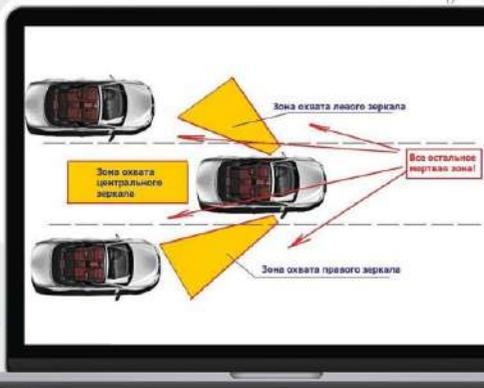 Зона охвата левого зеркала
Все остальное
мертвая зона!
Зона охвата
центрального
зеркала
Зона охвата правого зеркала